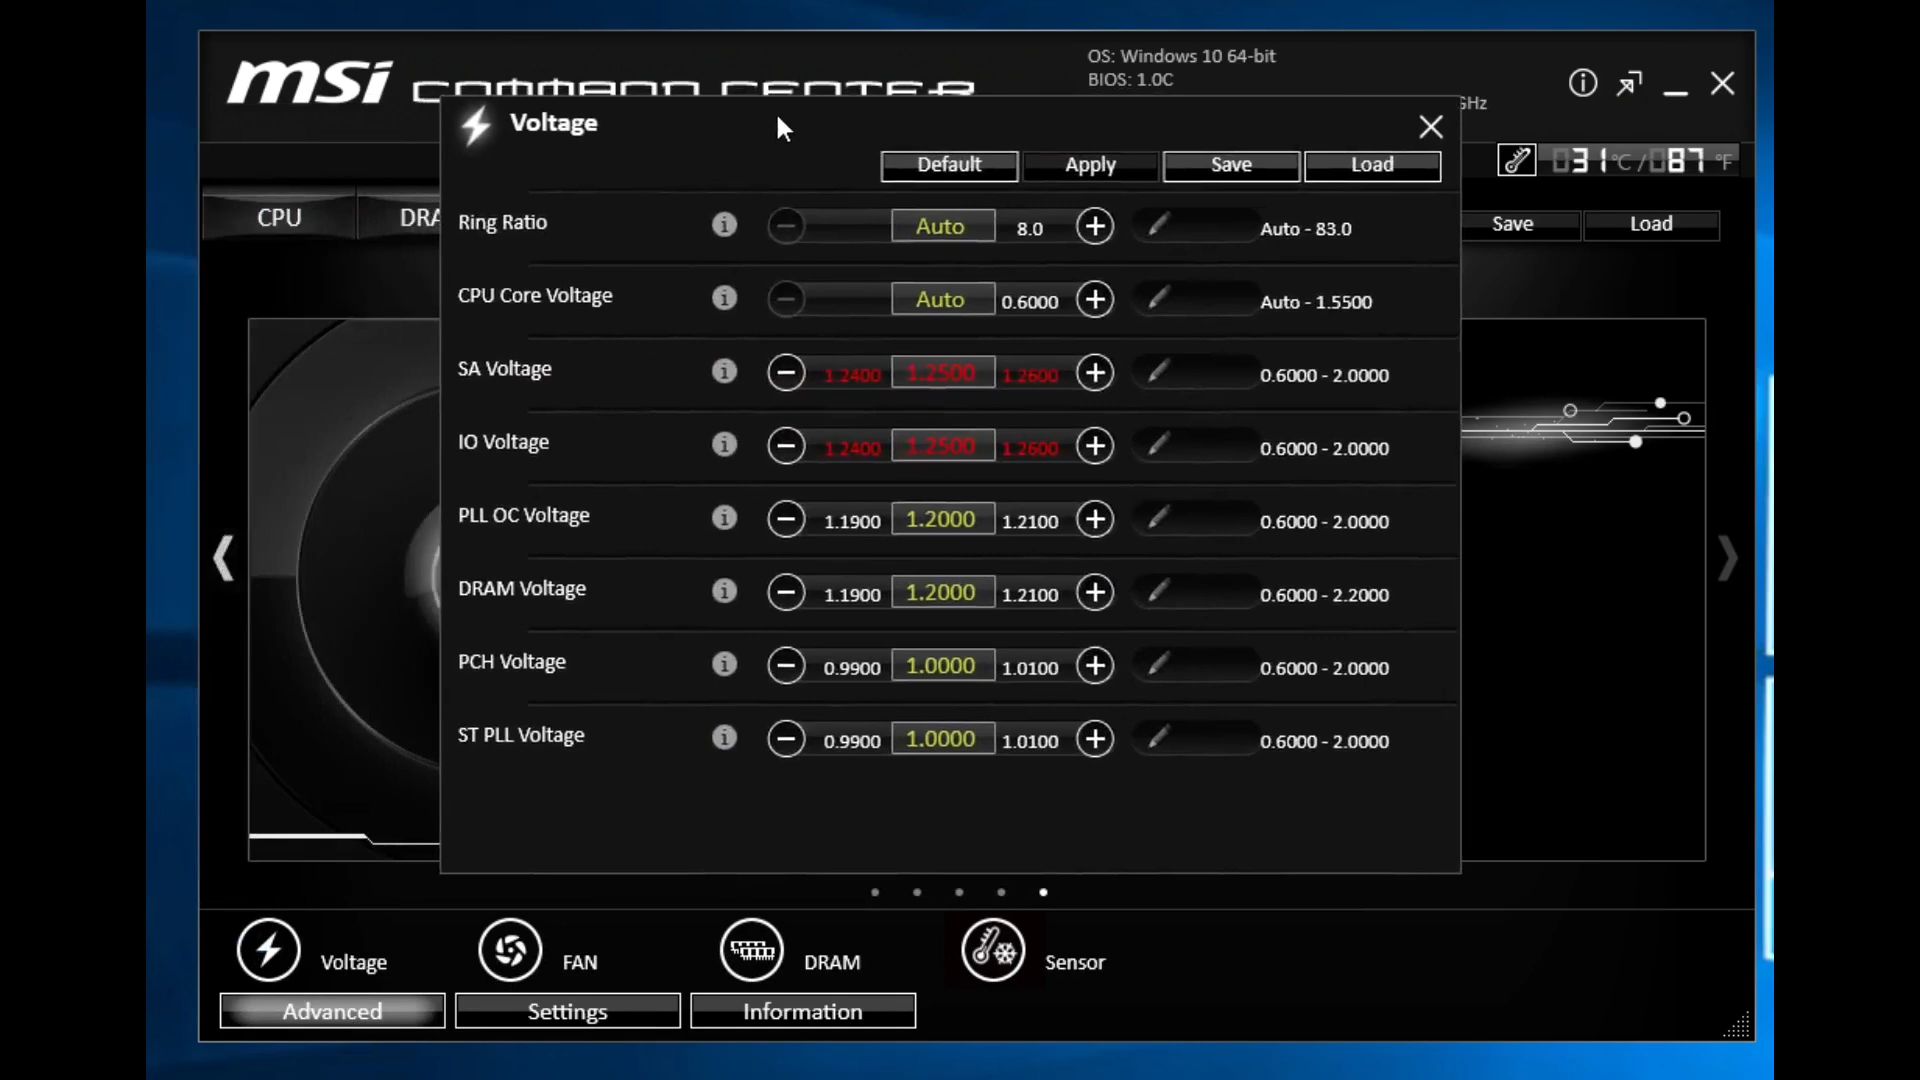 msi COMMAND CENTER
OS: Windows 10 64-bit
BIOS: 1.0C
GHz
Voltage
Default Apply Save Load
31°C / 87 °F
CPU DRA
Save Load
Ring Ratio i Auto 8.0 Auto - 83.0
CPU Core Voltage i Auto 0.6000 Auto - 1.5500
SA Voltage i 1.2400 1.2500 1.2600 0.6000 - 2.0000
IO Voltage i 1.2400 1.2500 1.2600 0.6000 - 2.0000
PLL OC Voltage i 1.1900 1.2000 1.2100 0.6000 - 2.0000
DRAM Voltage i 1.1900 1.2000 1.2100 0.6000 - 2.2000
PCH Voltage i 0.9900 1.0000 1.0100 0.6000 - 2.0000
ST PLL Voltage i 0.9900 1.0000 1.0100 0.6000 - 2.0000
Voltage FAN DRAM Sensor
Advanced Settings Information